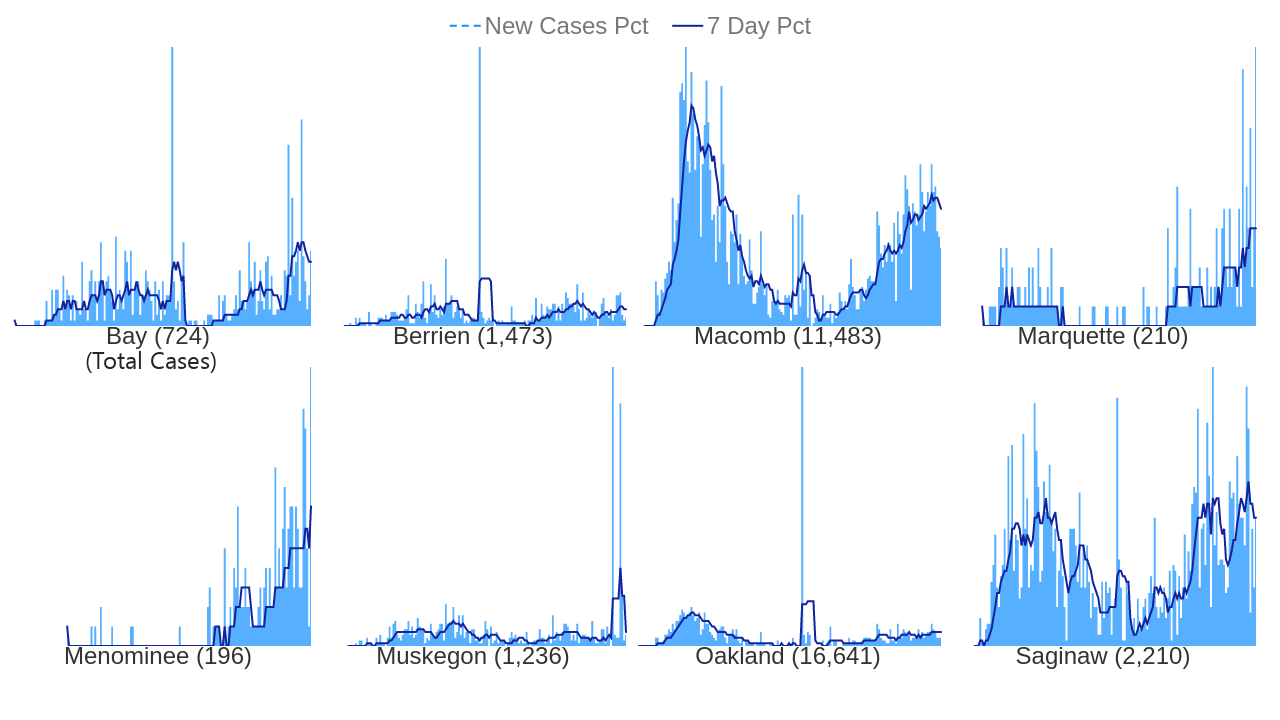 New Cases Pct 7 Day Pct
Bay (724) Berrien (1,473) Macomb (11,483) Marquette (210)
(Total Cases)
Menominee (196) Muskegon (1,236) Oakland (16,641) Saginaw (2,210)